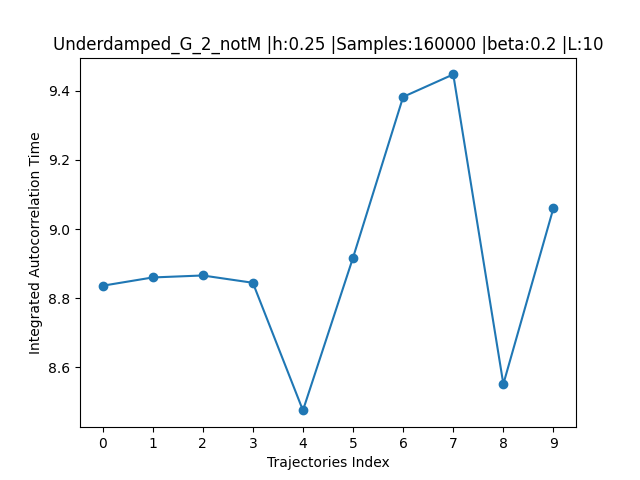 Underdamped_G_2_notM |h:0.25 |Samples:160000 |beta:0.2 |L:10
Integrated Autocorrelation Time
9.4
9.2
9.0
8.8
8.6
0 1 2 3 4 5 6 7 8 9
Trajectories Index